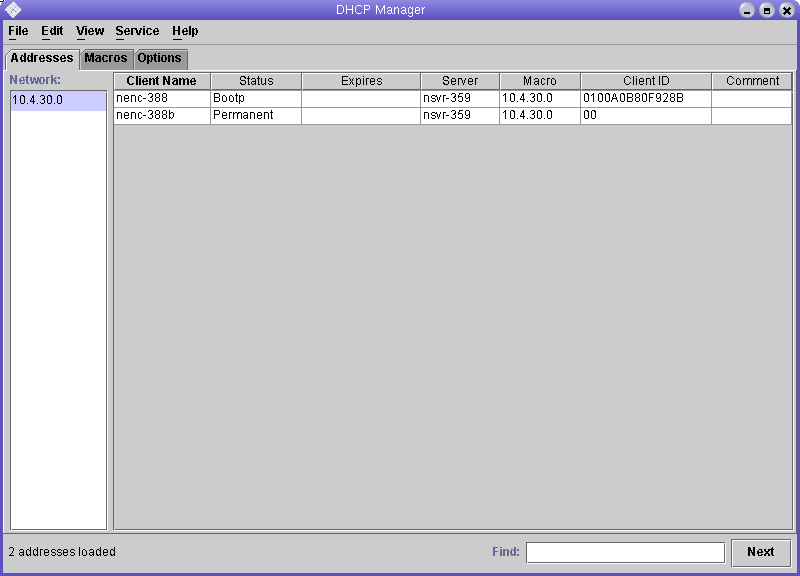 DHCP Manager
File Edit View Service Help
Addresses Macros Options
Network:
10.4.30.0
Client Name Status Expires Server Macro Client ID Comment
nenc-388 Bootp nsvr-359 10.4.30.0 0100A0B80F928B
nenc-388b Permanent nsvr-359 10.4.30.0 00
2 addresses loaded
Find:
Next